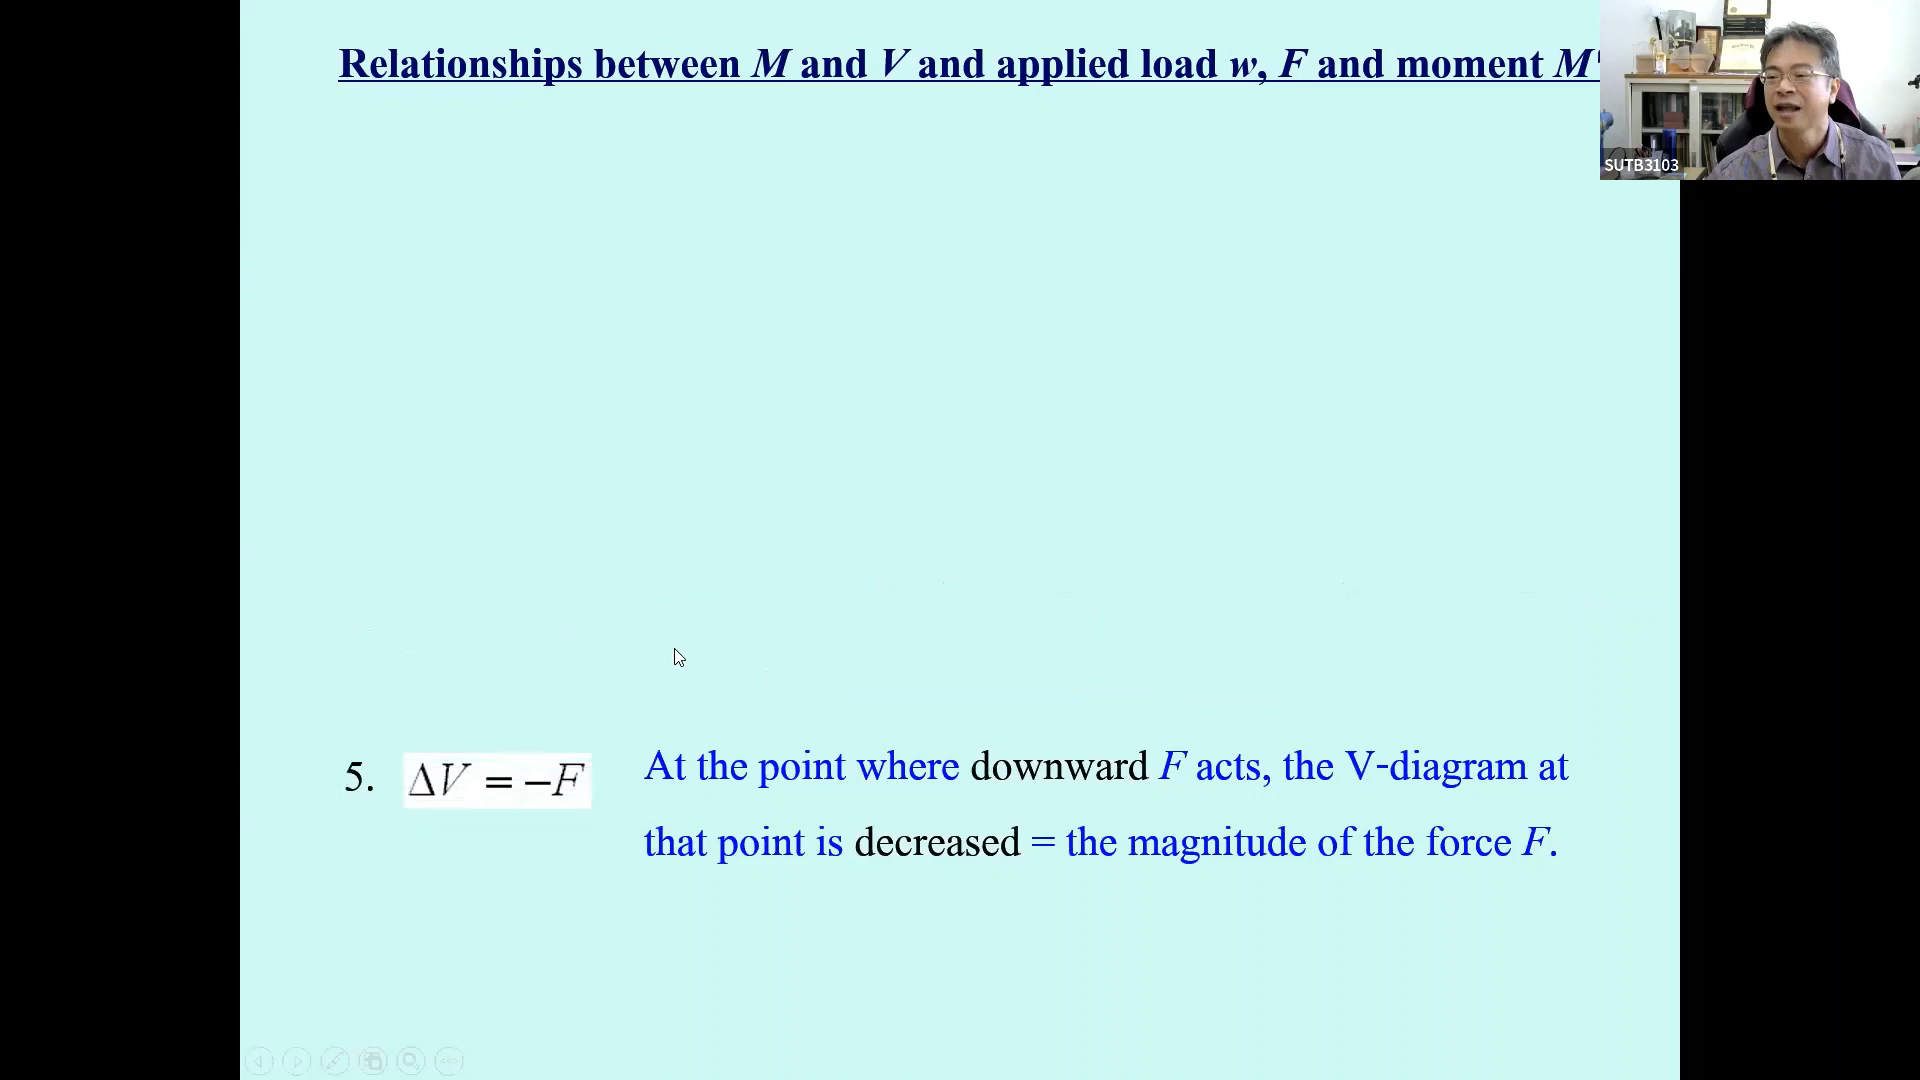 Relationships between M and V and applied load w, F and moment M'
SUTB3103
5. ΔV = −F
At the point where downward F acts, the V-diagram at
that point is decreased = the magnitude of the force F.